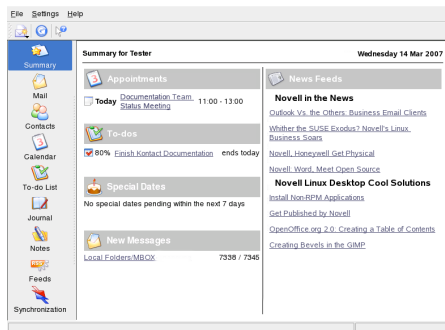 File Settings Help
Summary
Mail
Contacts
Calendar
To-do List
Journal
Notes
Feeds
Synchronization
Summary for Tester
Wednesday 14 Mar 2007
Appointments
Today Documentation Team Status Meeting 11:00 - 13:00
To-dos
80% Finish Kontact Documentation ends today
Special Dates
No special dates pending within the next 7 days
New Messages
Local Folders/MBOX 7338 / 7345
News Feeds
Novell in the News
Outlook Vs. the Others: Business Email Clients
Whither the SUSE Exodus? Novell's Linux
Business Soars
Novell, Honeywell Get Physical
Novell: Word, Meet Open Source
Novell Linux Desktop Cool Solutions
Install Non-RPM Applications
Get Published by Novell
OpenOffice.org 2.0: Creating a Table of Contents
Creating Bevels in the GIMP